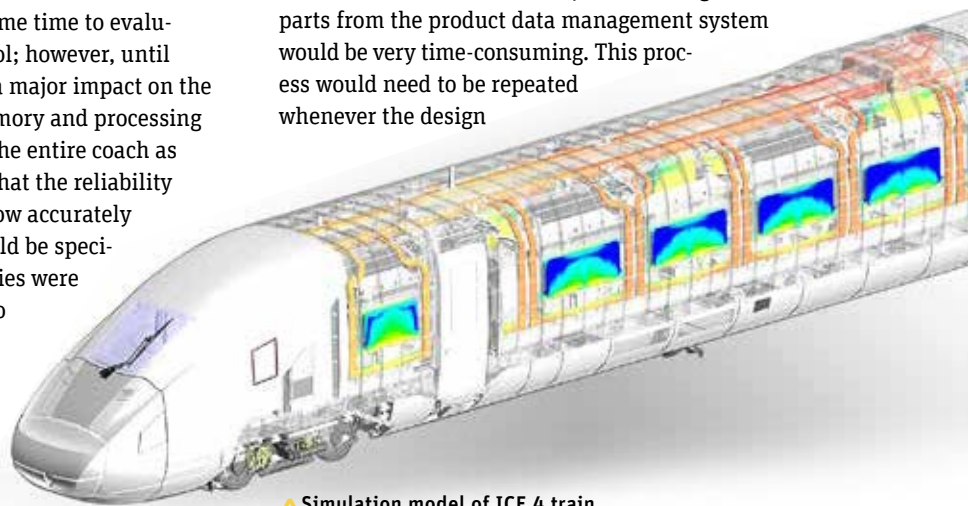 me time to evalu-
ol; however, until
major impact on the
mory and processing
he entire coach as
hat the reliability
ow accurately
ld be speci-
ies were
parts from the product data management system
would be very time-consuming. This proc-
ess would need to be repeated
whenever the design
Simulation model of ICE 4 train